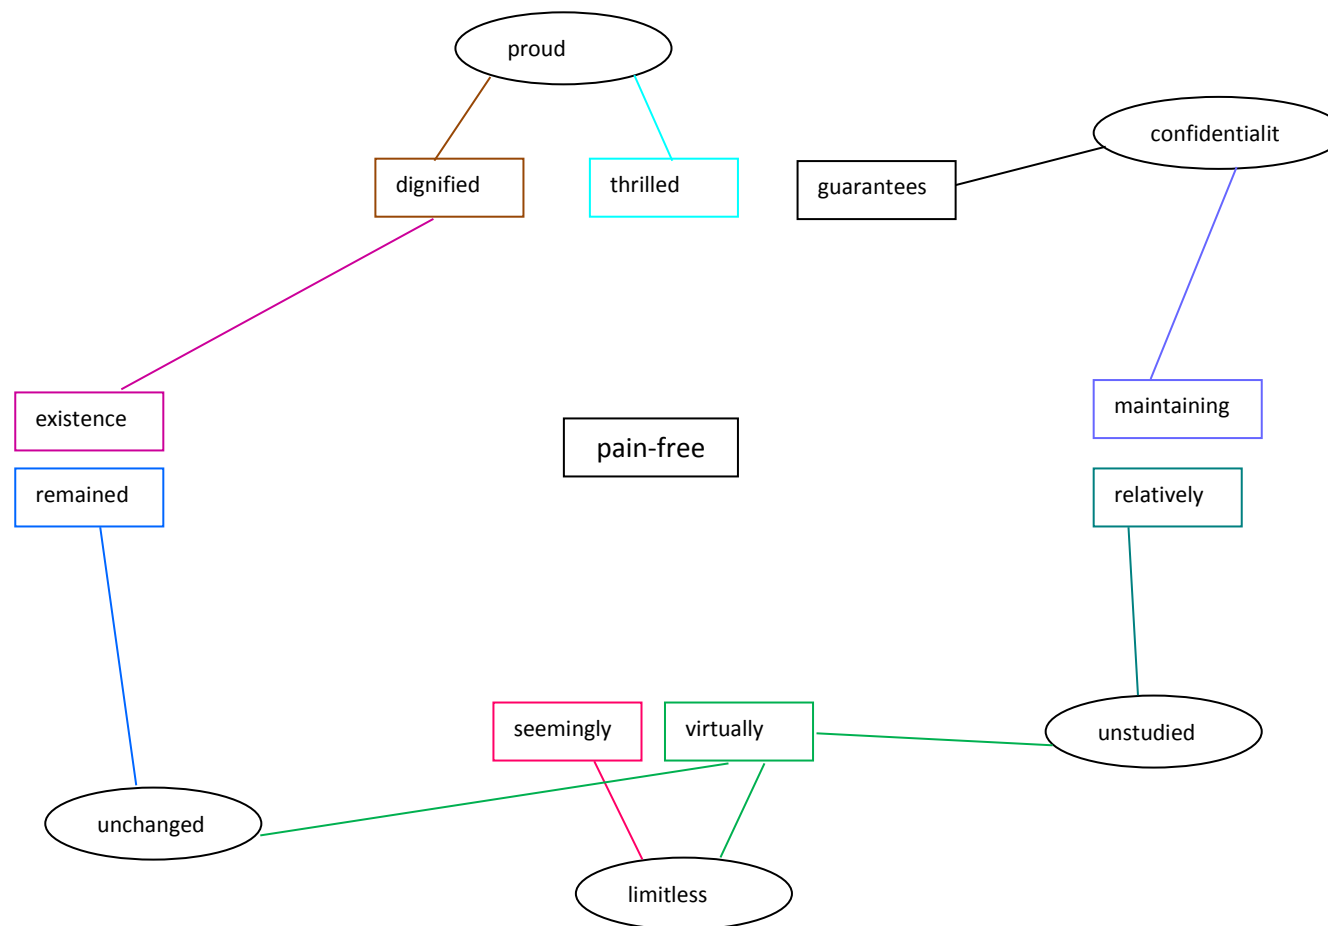 proud
confidentialit
dignified
thrilled
guarantees
existence
pain-free
maintaining
remained
relatively
seemingly
virtually
unstudied
unchanged
limitless